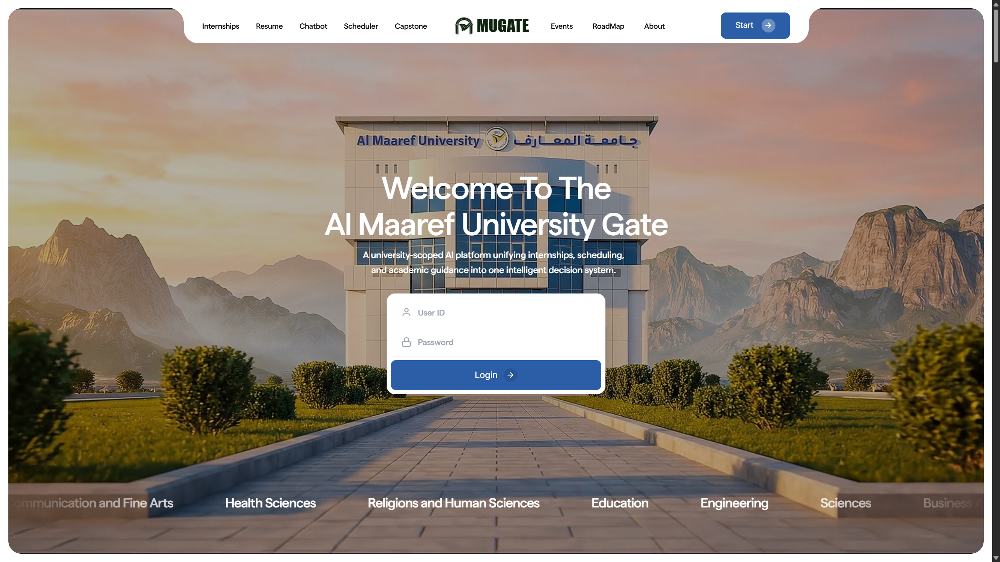 Internships Resume Chatbot Scheduler Capstone MUGATE Events RoadMap About Start
Al Maaref University جامعة المعارف
Welcome To The
Al Maaref University Gate
A university-scoped AI platform unifying internships, scheduling,
and academic guidance into one intelligent decision system.
User ID
Password
Login
ommunication and Fine Arts Health Sciences Religions and Human Sciences Education Engineering Sciences Business A